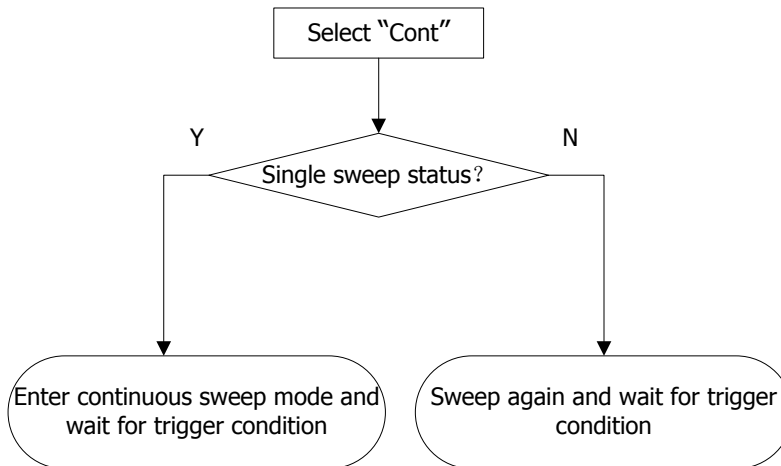 Select “Cont”
Y
N
Single sweep status？
Enter continuous sweep mode and
wait for trigger condition
Sweep again and wait for trigger
condition